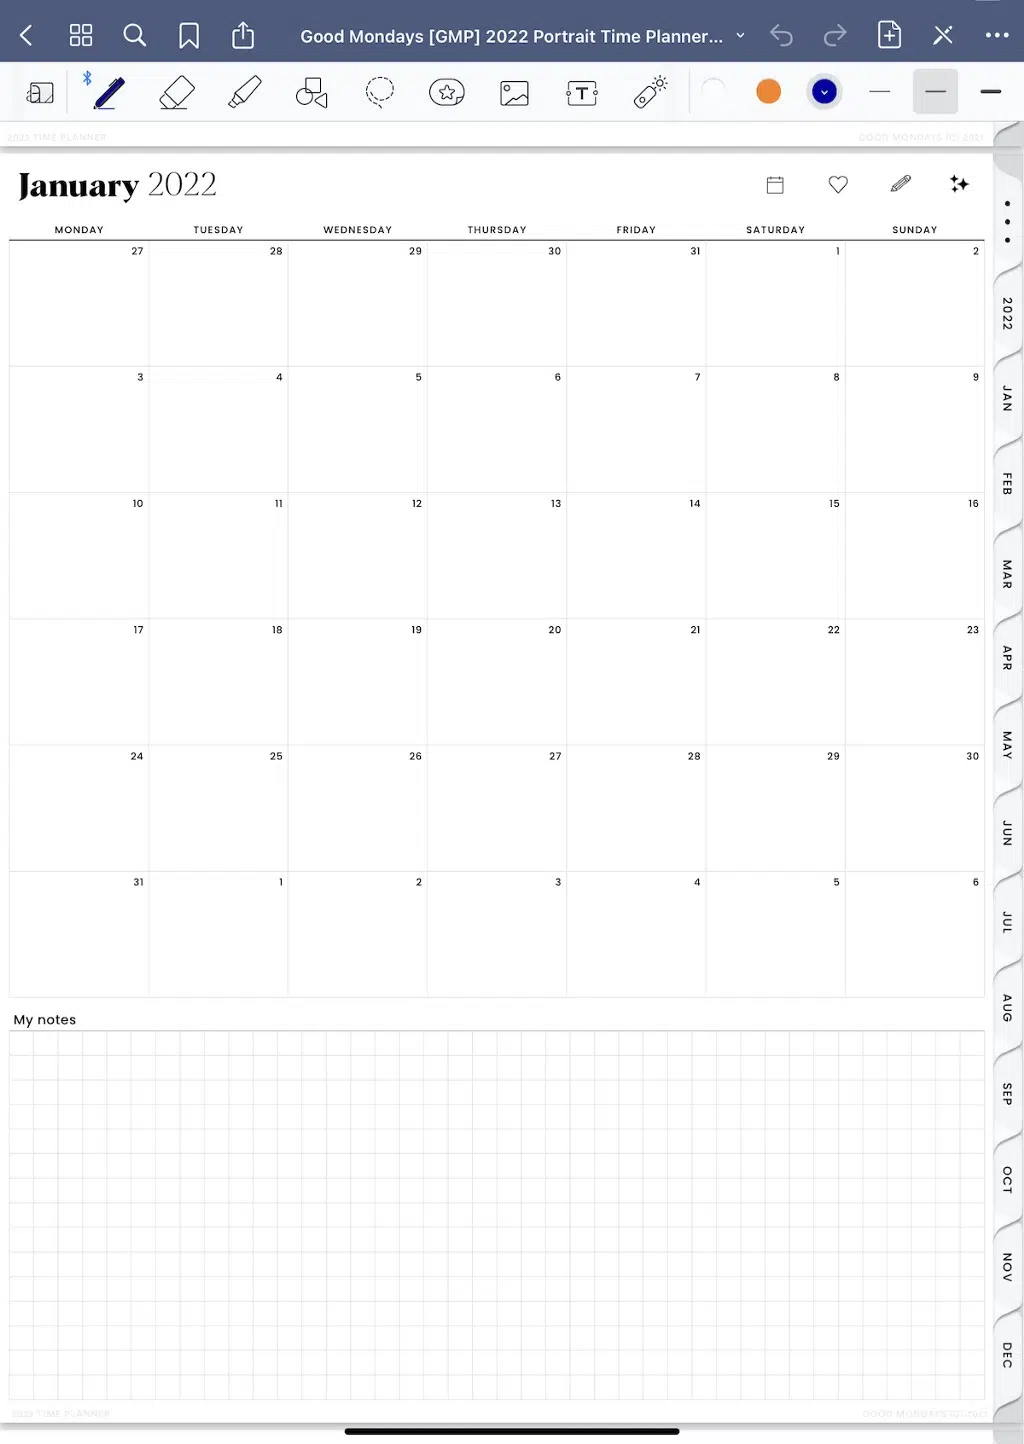 Good Mondays [GMP] 2022 Portrait Time Planner...
T
2022 TIME PLANNER
GOOD MONDAYS (C) 2021
January 2022
MONDAY TUESDAY WEDNESDAY THURSDAY FRIDAY SATURDAY SUNDAY
27 28 29 30 31 1 2
3 4 5 6 7 8 9
10 11 12 13 14 15 16
17 18 19 20 21 22 23
24 25 26 27 28 29 30
31 1 2 3 4 5 6
My notes
2022
JAN
FEB
MAR
APR
MAY
JUN
JUL
AUG
SEP
OCT
NOV
DEC
2022 TIME PLANNER
GOOD MONDAYS (C) 2021